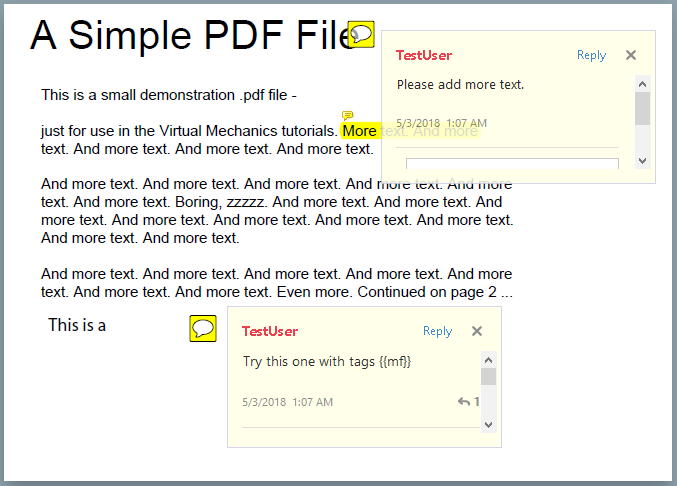 A Simple PDF File
TestUser Reply
Please add more text.
5/3/2018 1:07 AM
This is a small demonstration .pdf file -
just for use in the Virtual Mechanics tutorials. More text. And more
text. And more text. And more text. And more text.
And more text. And more text. And more text. And more text. And more
text. And more text. Boring, zzzzz. And more text. And more text. And
more text. And more text. And more text. And more text. And more text.
And more text. And more text.
And more text. And more text. And more text. And more text. And more
text. And more text. And more text. Even more. Continued on page 2 ...
This is a
TestUser Reply
Try this one with tags {{mf}}
5/3/2018 1:07 AM 1